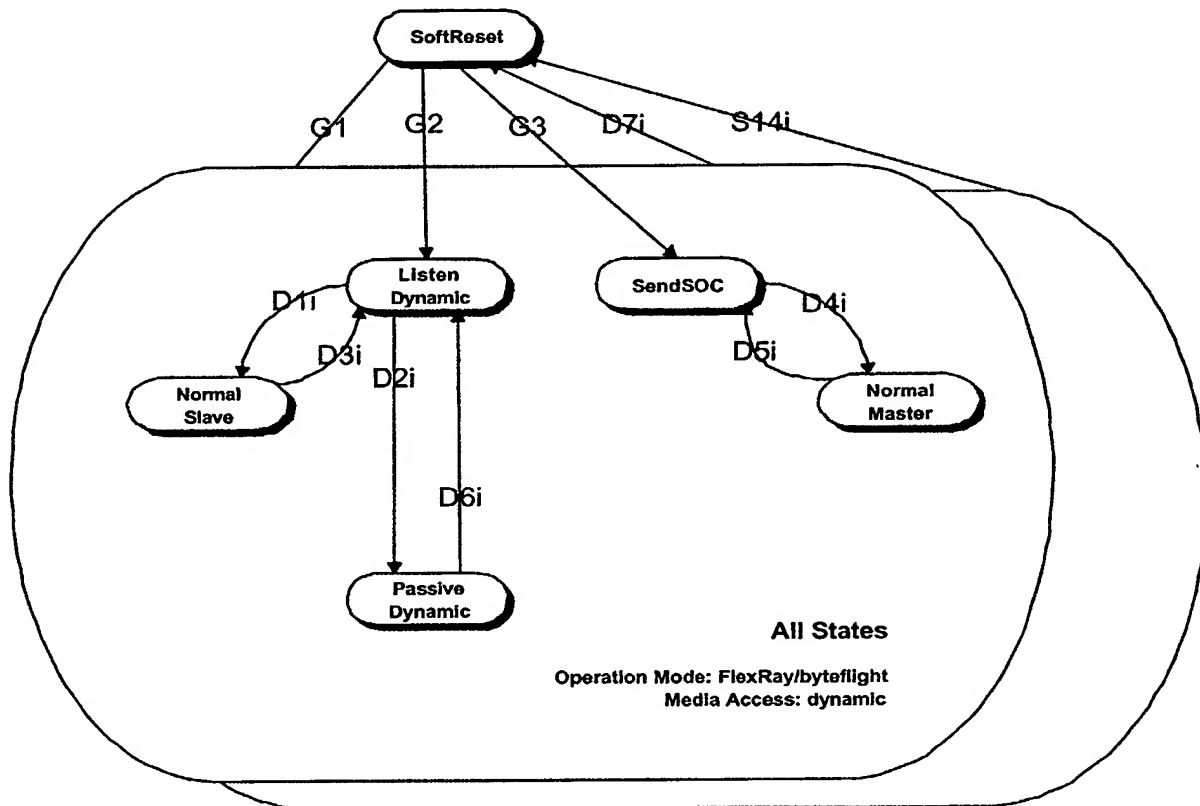 SoftReset
G1
G2
G3
D7i
S14i
Listen
Dynamic
SendSOC
D1i
D4i
D3i
D5i
D2i
Normal
Slave
Normal
Master
D6i
Passive
Dynamic
All States
Operation Mode: FlexRay/byteflight
Media Access: dynamic